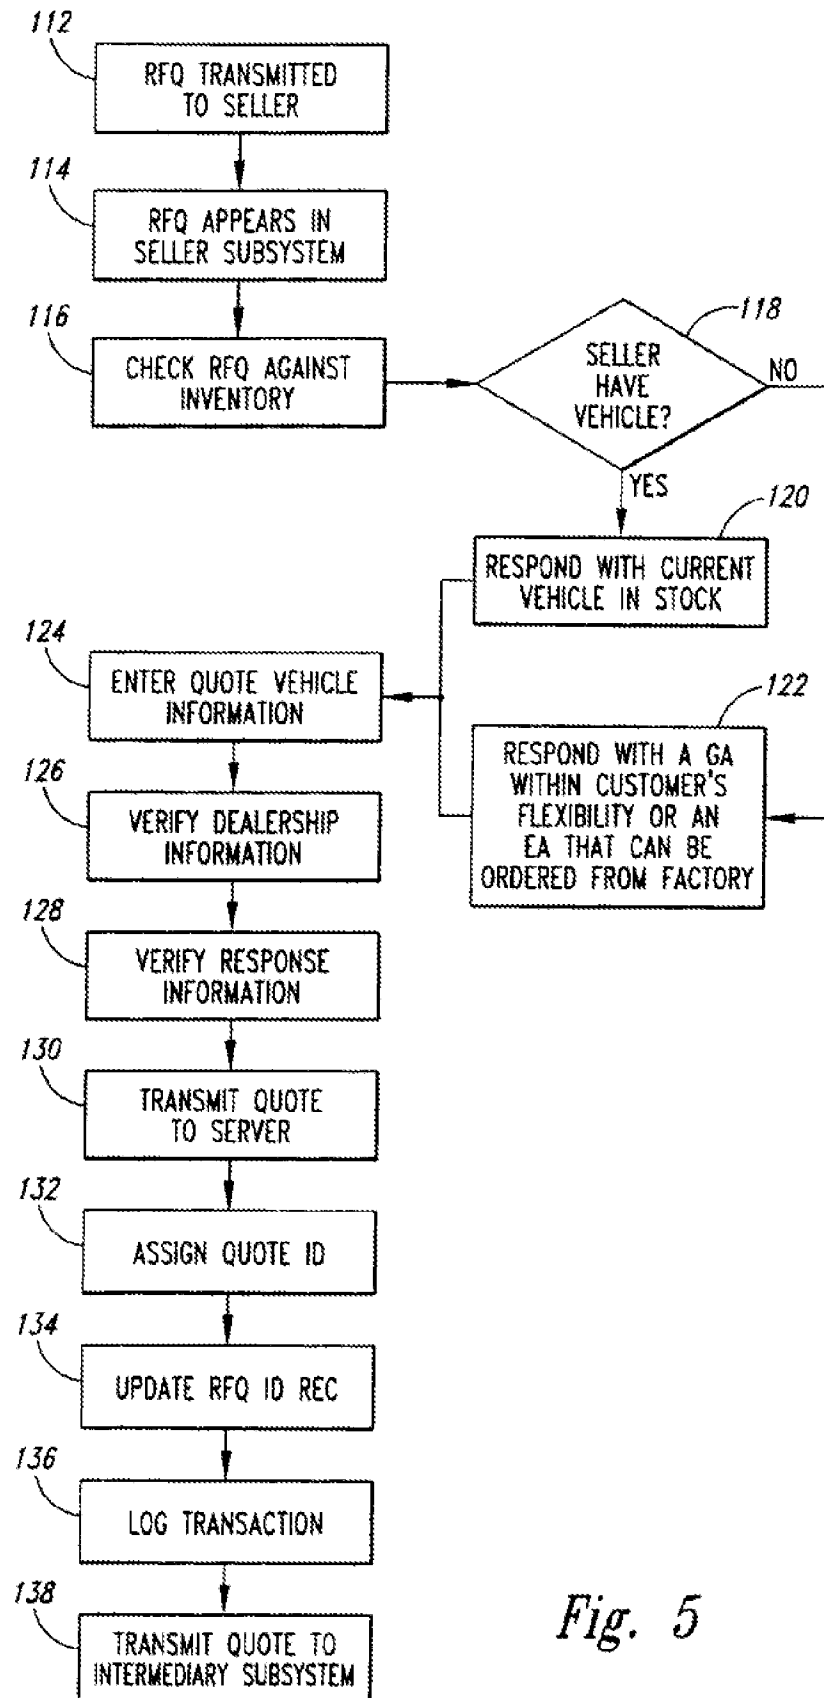 112
RFQ TRANSMITTED
TO SELLER
114
RFQ APPEARS IN
SELLER SUBSYSTEM
116
CHECK RFQ AGAINST
INVENTORY
118
SELLER
HAVE
VEHICLE?
NO
YES
120
RESPOND WITH CURRENT
VEHICLE IN STOCK
122
RESPOND WITH A GA
WITHIN CUSTOMER'S
FLEXIBILITY OR AN
EA THAT CAN BE
ORDERED FROM FACTORY
124
ENTER QUOTE VEHICLE
INFORMATION
126
VERIFY DEALERSHIP
INFORMATION
128
VERIFY RESPONSE
INFORMATION
130
TRANSMIT QUOTE
TO SERVER
132
ASSIGN QUOTE ID
134
UPDATE RFQ ID REC
136
LOG TRANSACTION
138
TRANSMIT QUOTE TO
INTERMEDIARY SUBSYSTEM
Fig. 5